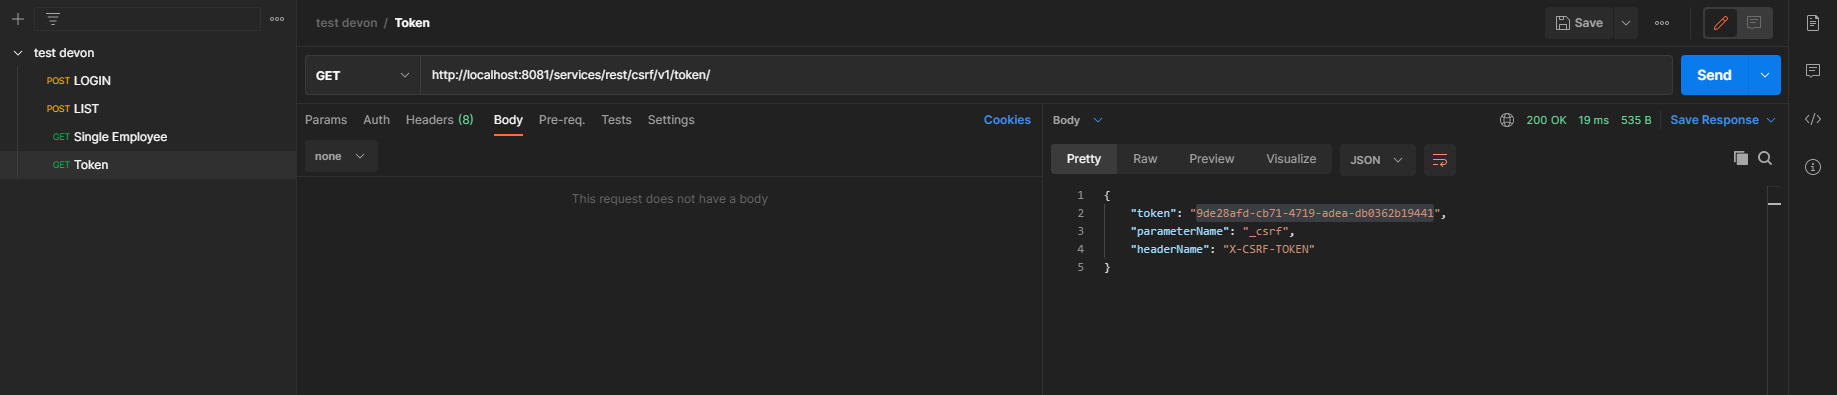 test devon / Token
Save
test devon
POST LOGIN
POST LIST
GET Single Employee
GET Token
GET
http://localhost:8081/services/rest/csrf/v1/token/
Send
Params Auth Headers (8) Body Pre-req. Tests Settings
Cookies
none
This request does not have a body
Body
200 OK 19 ms 535 B
Save Response
Pretty Raw Preview Visualize JSON
1 {
2 "token": "9de28afd-cb71-4719-adea-db0362b19441",
3 "parameterName": "_csrf",
4 "headerName": "X-CSRF-TOKEN"
5 }